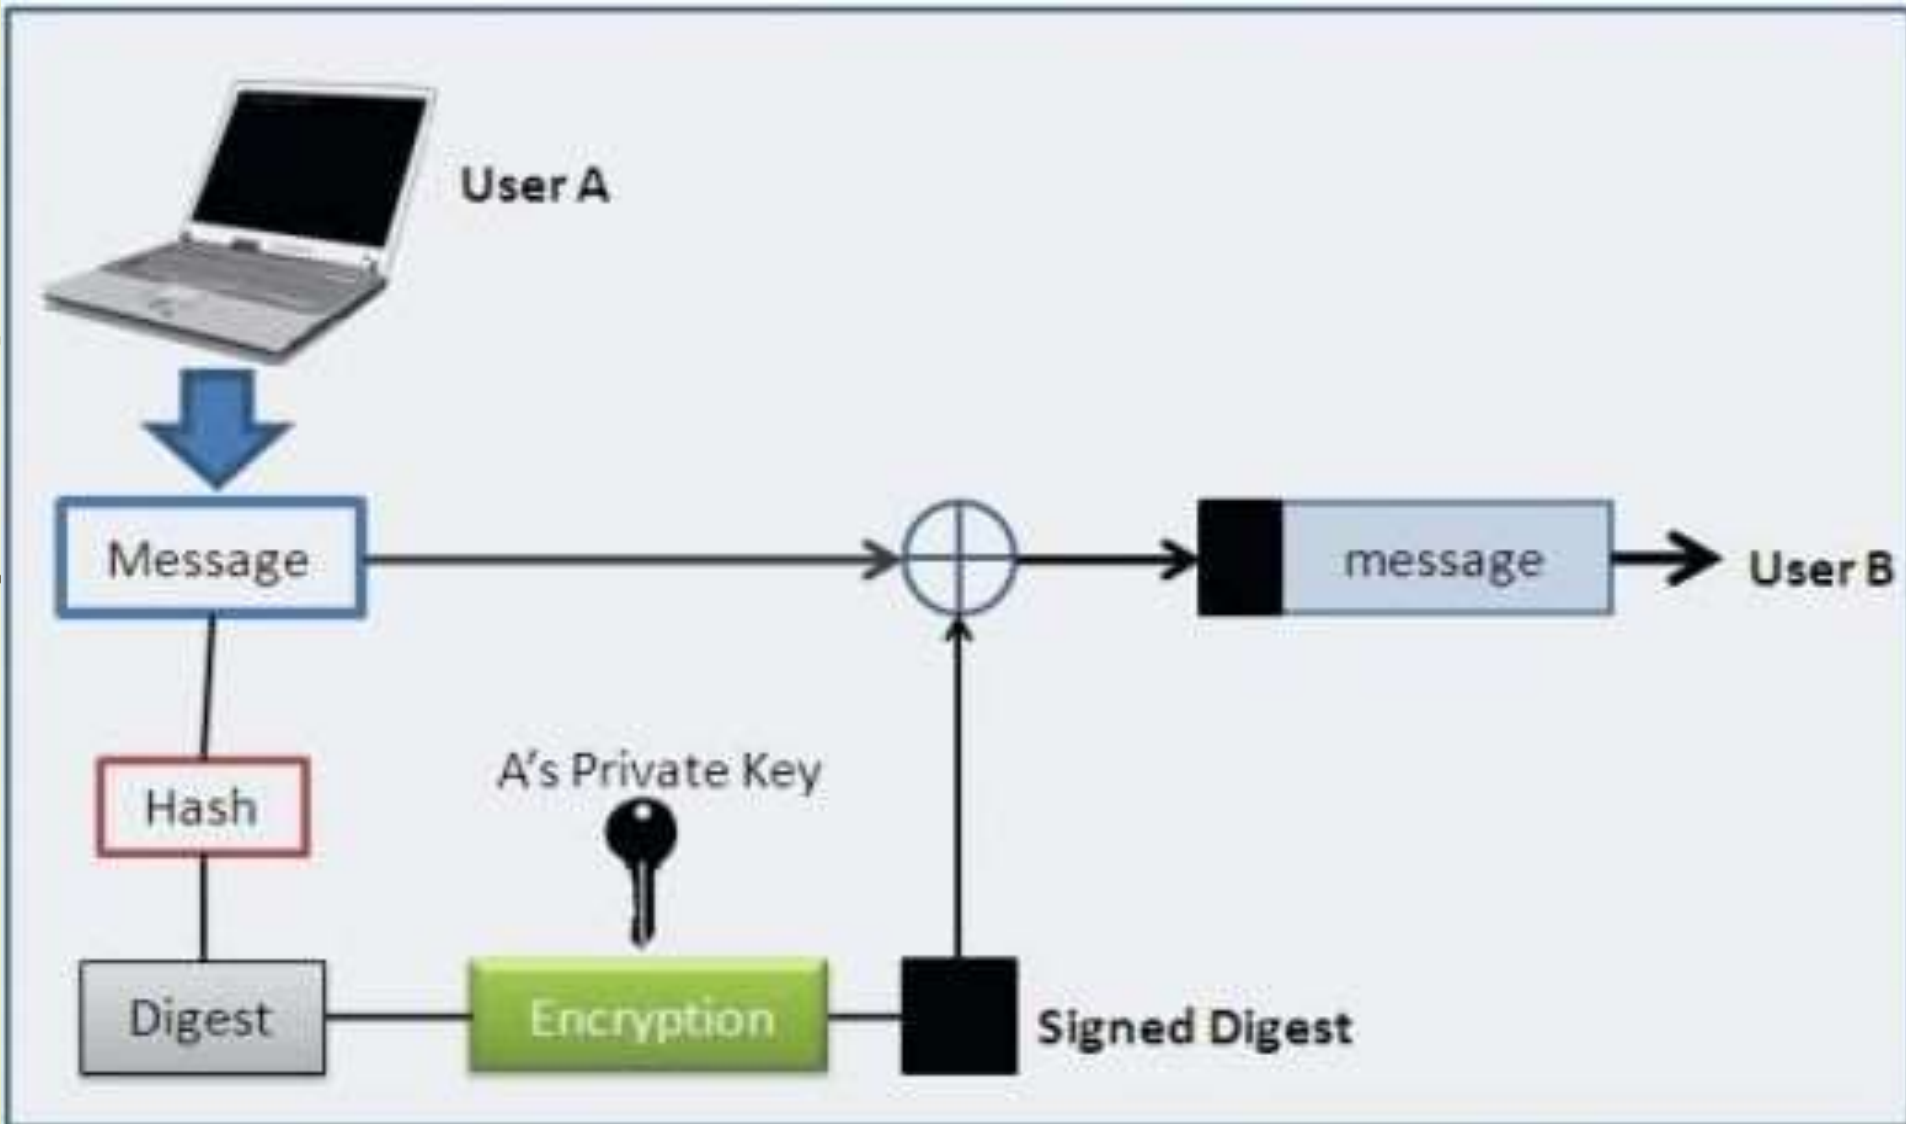 User A
Message
message
User B
A's Private Key
Hash
Digest
Encryption
Signed Digest